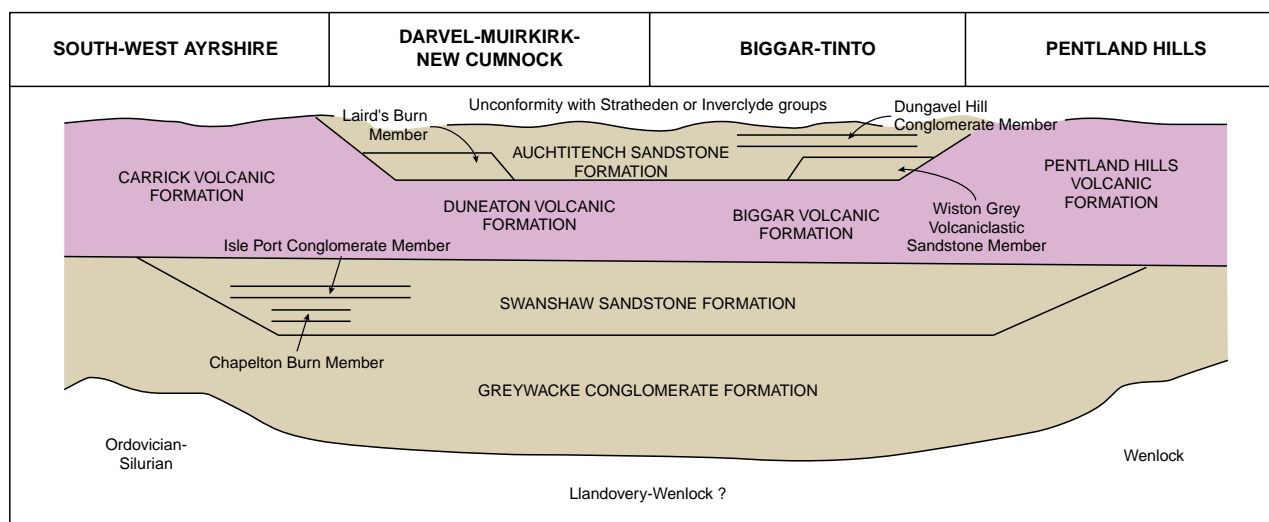 SOUTH-WEST AYRSHIRE
DARVEL-MUIRKIRK-
NEW CUMNOCK
BIGGAR-TINTO
PENTLAND HILLS
Unconformity with Stratheden or Inverclyde groups
Laird's Burn
Member
Dungavel Hill
Conglomerate Member
AUCHTITENCH SANDSTONE
FORMATION
CARRICK VOLCANIC
FORMATION
PENTLAND HILLS
VOLCANIC
FORMATION
DUNEATON VOLCANIC
FORMATION
BIGGAR VOLCANIC
FORMATION
Wiston Grey
Volcaniclastic
Sandstone Member
Isle Port Conglomerate Member
SWANSHAW SANDSTONE FORMATION
Chapelton Burn Member
GREYWACKE CONGLOMERATE FORMATION
Ordovician-
Silurian
Wenlock
Llandovery-Wenlock ?